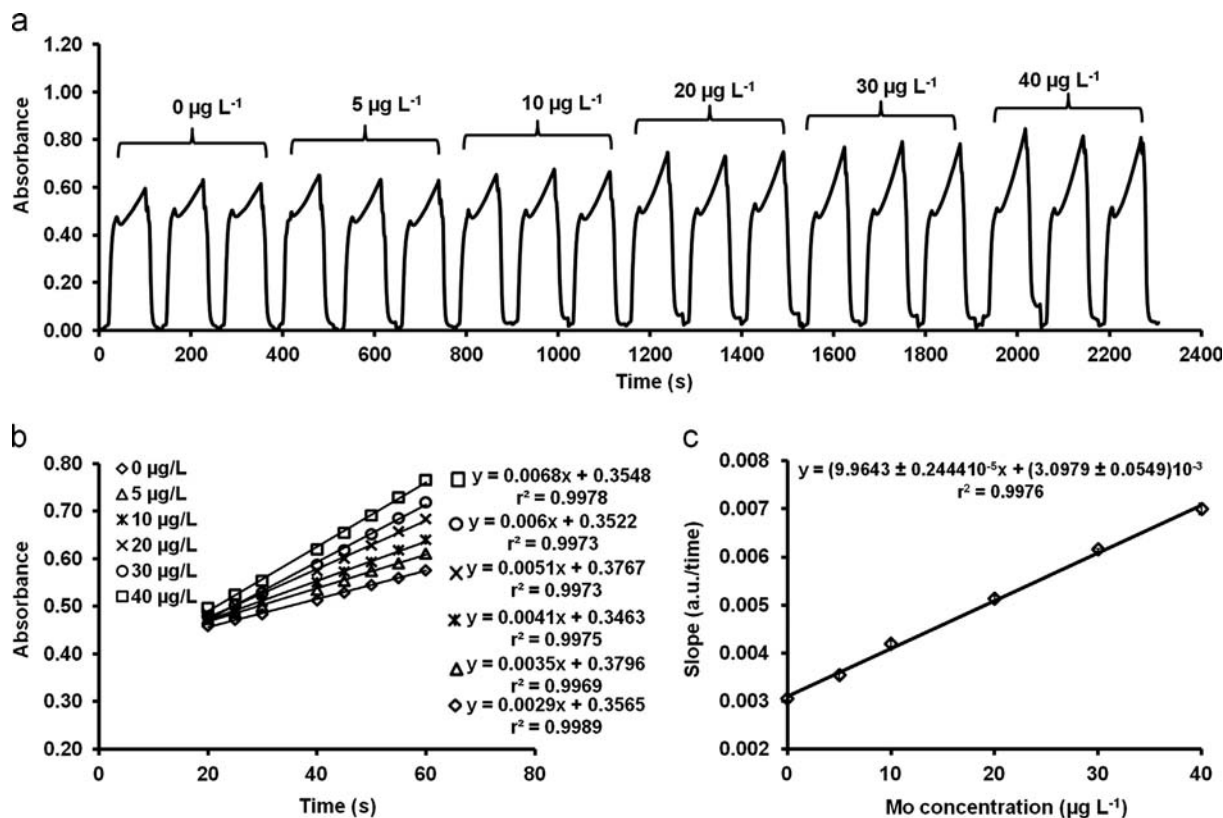 a
1.20
1.00
0.80
0.60
0.40
0.20
0.00
Absorbance
0 µg L-1
5 µg L-1
10 µg L-1
20 µg L-1
30 µg L-1
40 µg L-1
0 200 400 600 800 1000 1200 1400 1600 1800 2000 2200 2400
Time (s)
b
0.80
0.70
0.60
0.50
0.40
0.30
0.20
Absorbance
0 µg/L
5 µg/L
10 µg/L
20 µg/L
30 µg/L
40 µg/L
y = 0.0068x + 0.3548
r² = 0.9978
y = 0.006x + 0.3522
r² = 0.9973
y = 0.0051x + 0.3767
r² = 0.9973
y = 0.0041x + 0.3463
r² = 0.9975
y = 0.0035x + 0.3796
r² = 0.9969
y = 0.0029x + 0.3565
r² = 0.9989
0 20 40 60 80
Time (s)
c
0.008
0.007
0.006
0.005
0.004
0.003
0.002
Slope (a.u./time)
y = (9.9643 ± 0.244410-5x + (3.0979 ± 0.0549)10-3
r² = 0.9976
0 10 20 30 40
Mo concentration (µg L-1)